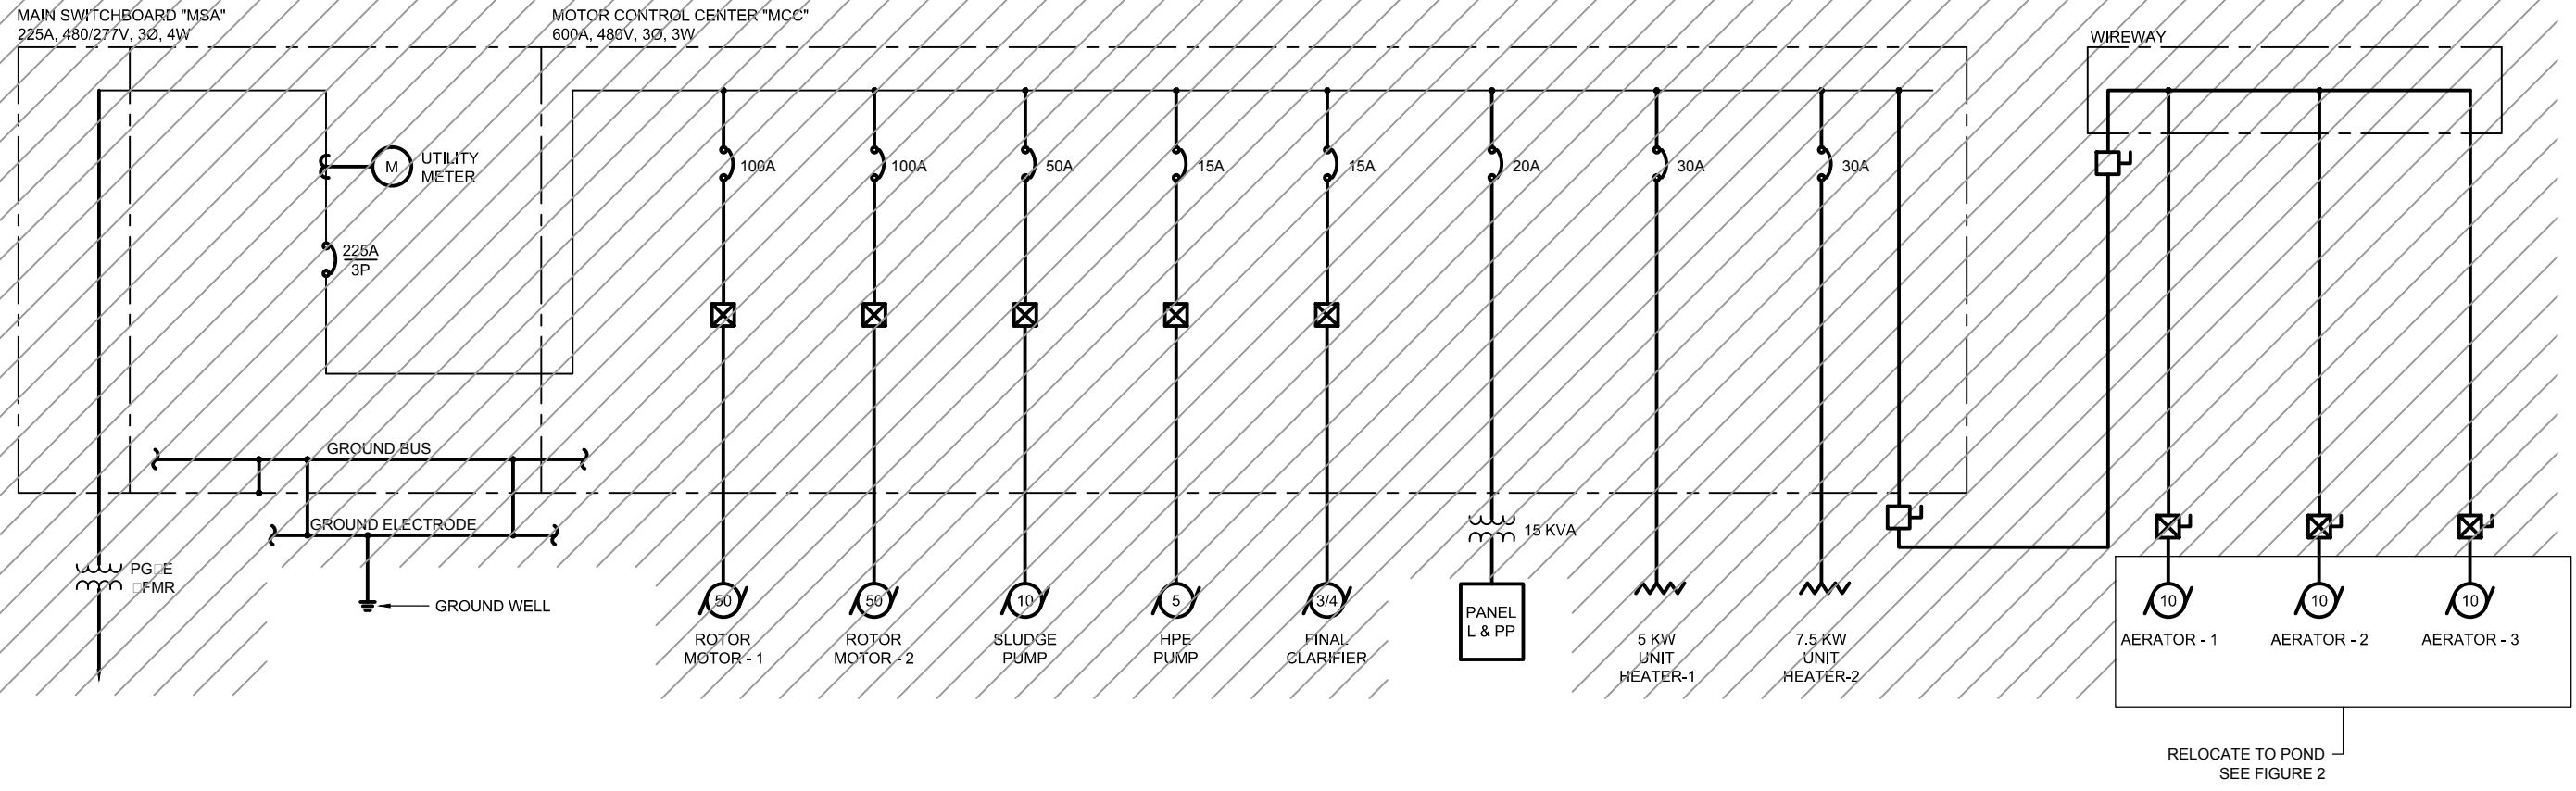 MAIN SWITCHBOARD "MSA"
225A, 480/277V, 3Ø, 4W
MOTOR CONTROL CENTER "MCC"
600A, 480V, 3Ø, 3W
WIREWAY
M
UTILITY
METER
225A
3P
100A
100A
50A
15A
15A
20A
30A
30A
GROUND BUS
GROUND ELECTRODE
GROUND WELL
PG□E
□FMR
15 KVA
50
ROTOR
MOTOR - 1
50
ROTOR
MOTOR - 2
10
SLUDGE
PUMP
5
HPE
PUMP
3/4
FINAL
CLARIFIER
PANEL
L & PP
5 KW
UNIT
HEATER-1
7.5 KW
UNIT
HEATER-2
10
AERATOR - 1
10
AERATOR - 2
10
AERATOR - 3
RELOCATE TO POND
SEE FIGURE 2